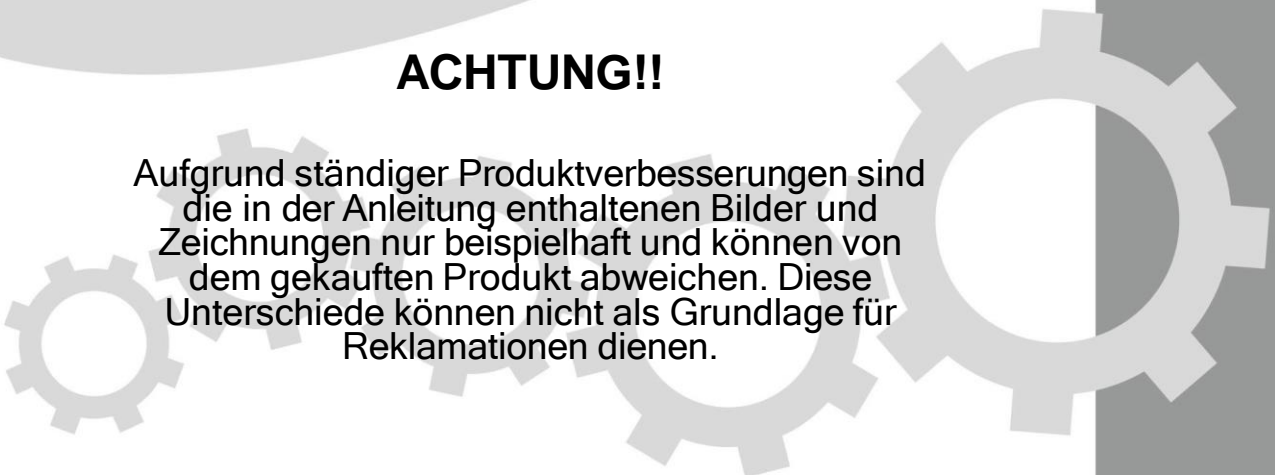 ACHTUNG!!
Aufgrund ständiger Produktverbesserungen sind
die in der Anleitung enthaltenen Bilder und
Zeichnungen nur beispielhaft und können von
dem gekauften Produkt abweichen. Diese
Unterschiede können nicht als Grundlage für
Reklamationen dienen.